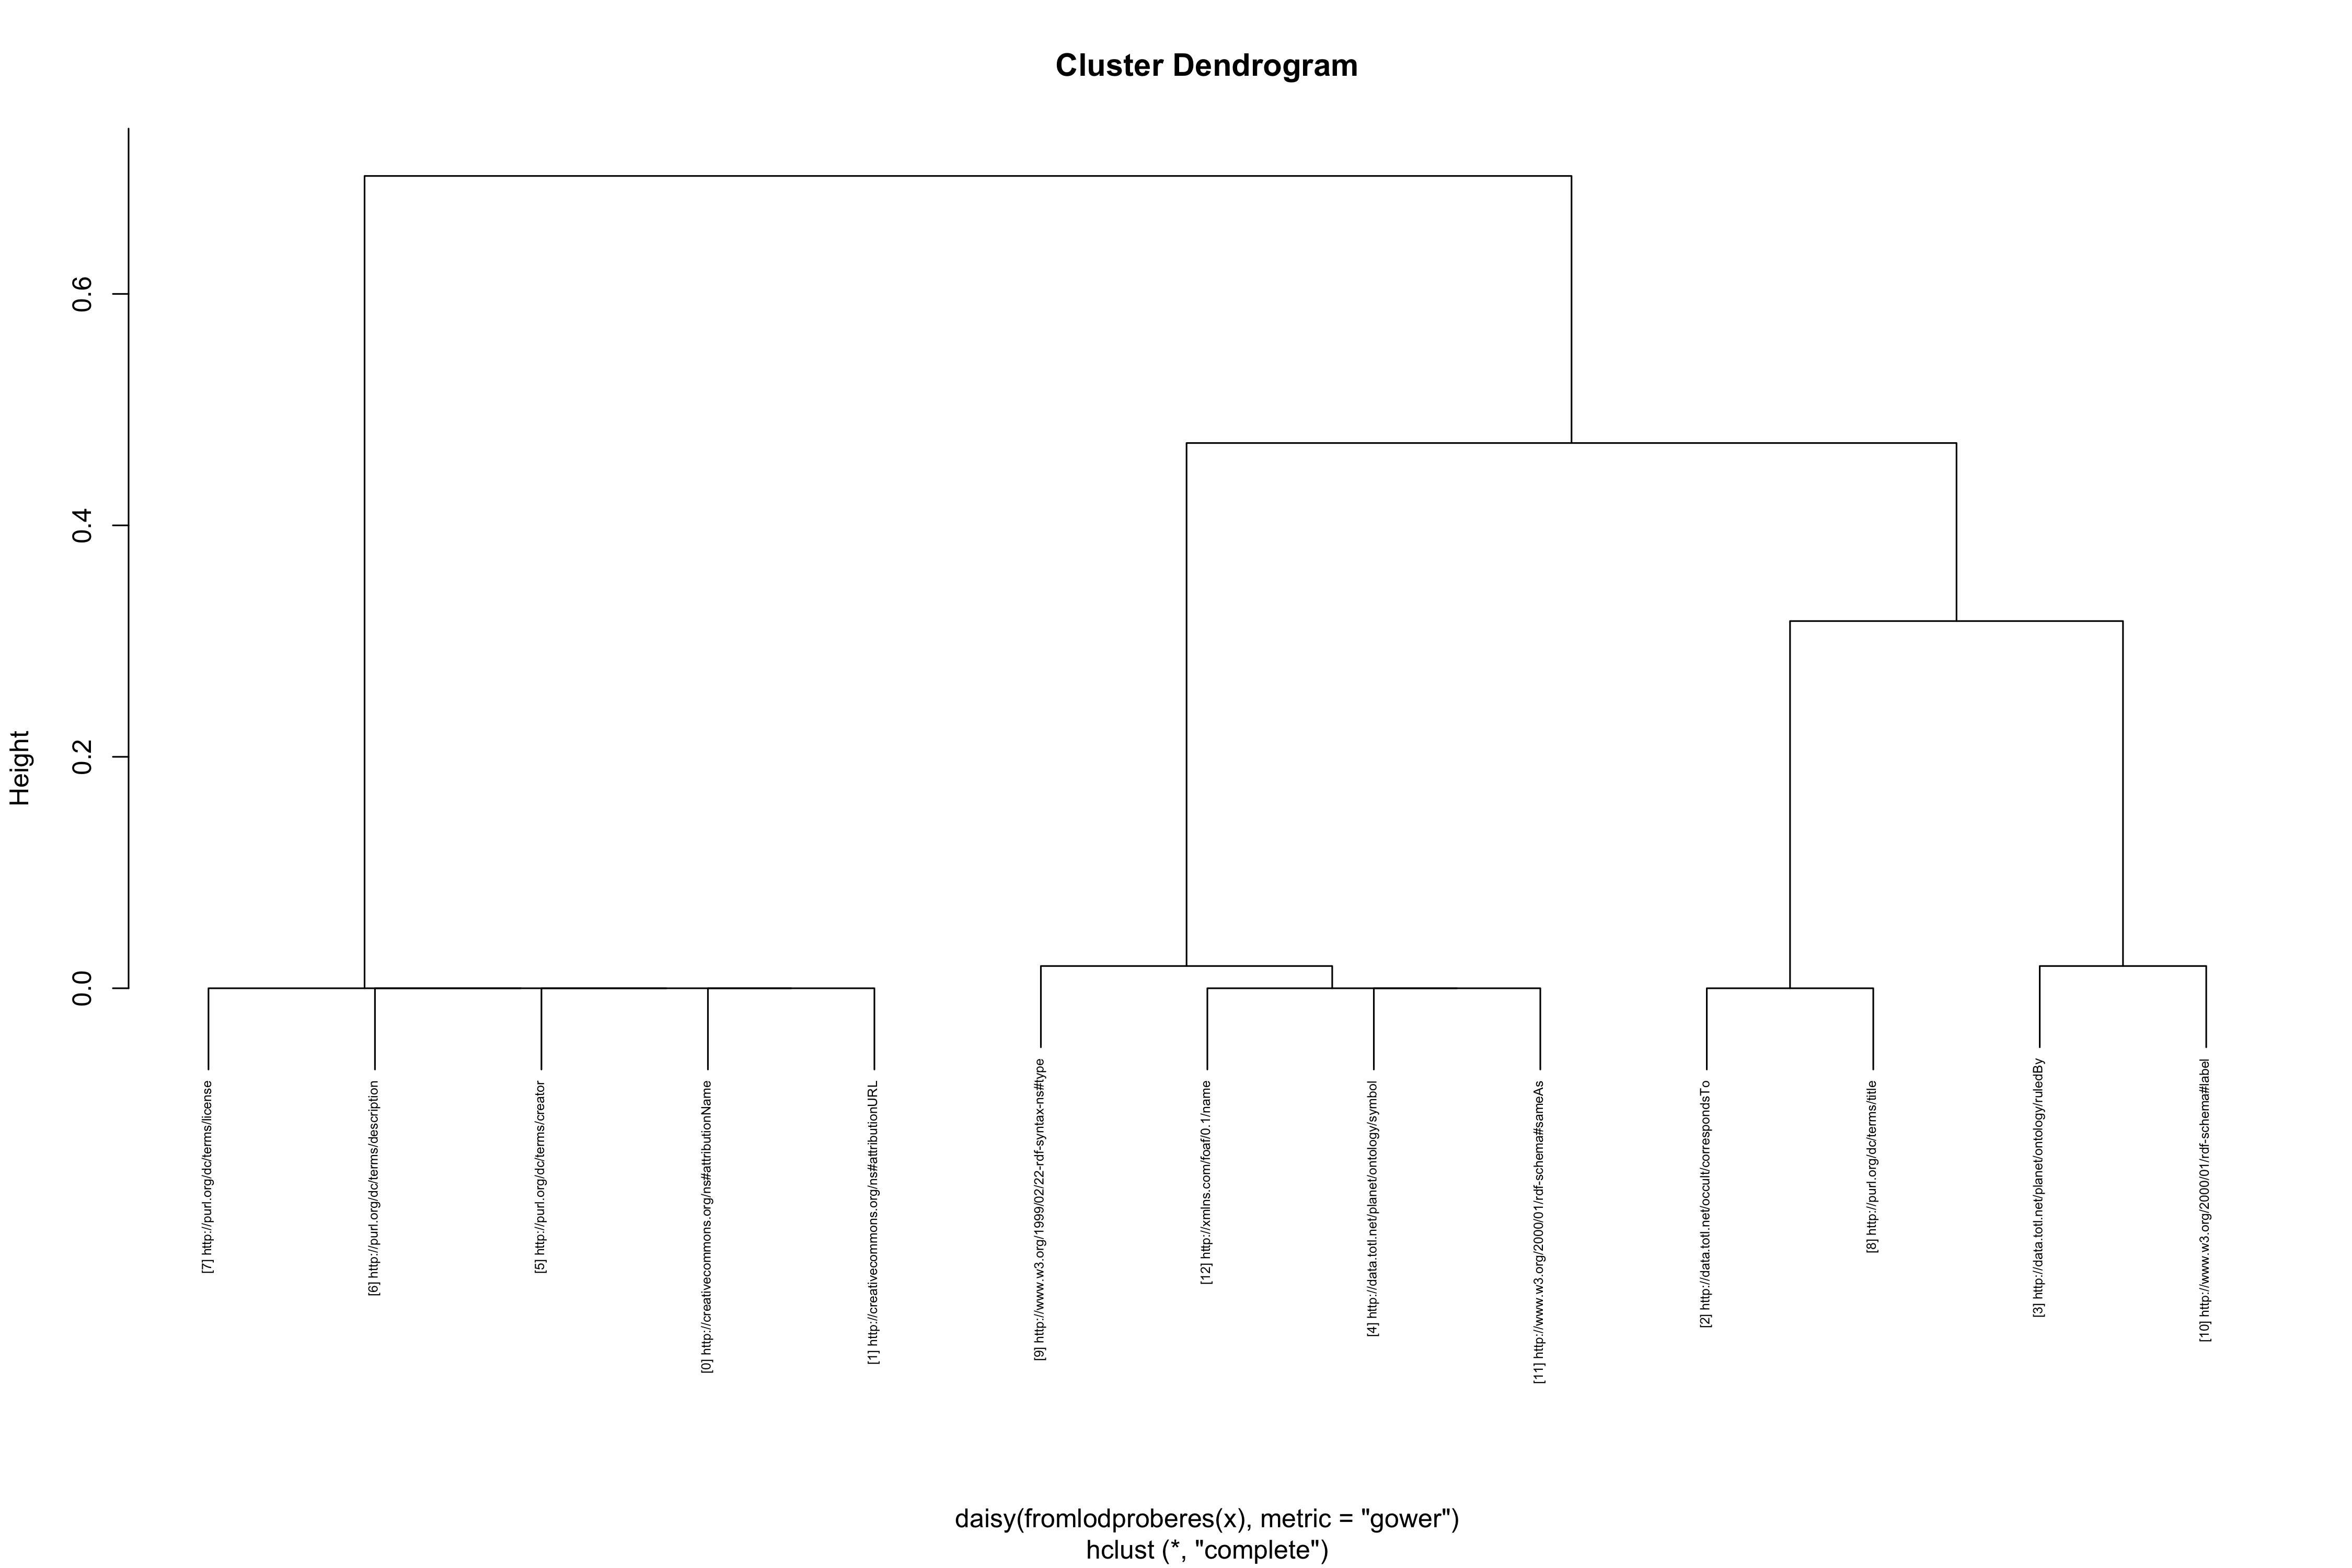 Cluster Dendrogram
Height
0.0
0.2
0.4
0.6
[7] http://purl.org/dc/terms/license
[6] http://purl.org/dc/terms/description
[5] http://purl.org/dc/terms/creator
[0] http://creativecommons.org/ns#attributionName
[1] http://creativecommons.org/ns#attributionURL
[9] http://www.w3.org/1999/02/22-rdf-syntax-ns#type
[12] http://xmlns.com/foaf/0.1/name
[4] http://data.totl.net/planet/ontology/symbol
[11] http://www.w3.org/2000/01/rdf-schema#sameAs
[2] http://data.totl.net/occult/correspondsTo
[8] http://purl.org/dc/terms/title
[3] http://data.totl.net/planet/ontology/ruledBy
[10] http://www.w3.org/2000/01/rdf-schema#label
daisy(fromlodproberes(x), metric = "gower")
hclust (*, "complete")